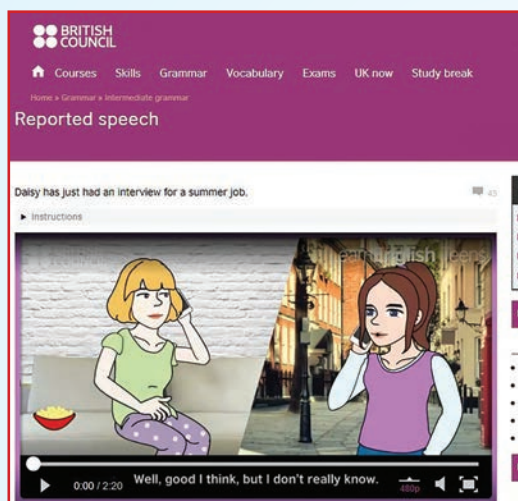 BRITISH
COUNCIL
Courses Skills Grammar Vocabulary Exams UK now Study break
Home » Grammar » Intermediate grammar
Reported speech
Daisy has just had an interview for a summer job.
45
▶ Instructions
english teens
0:00 / 2:20 Well, good I think, but I don't really know. 480p